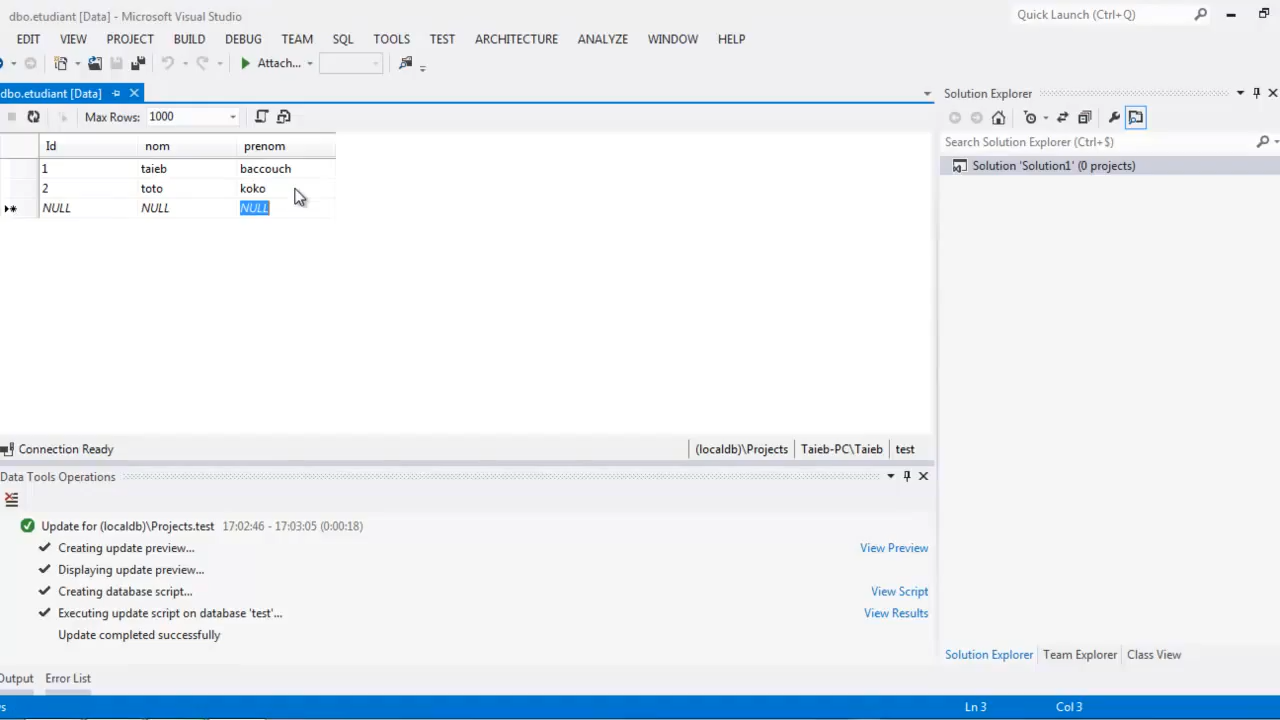 dbo.etudiant [Data] - Microsoft Visual Studio
Quick Launch (Ctrl+Q)
EDIT VIEW PROJECT BUILD DEBUG TEAM SQL TOOLS TEST ARCHITECTURE ANALYZE WINDOW HELP
Attach...
dbo.etudiant [Data]
Solution Explorer
Max Rows: 1000
Search Solution Explorer (Ctrl+$)
Id nom prenom
Solution 'Solution1' (0 projects)
1 taieb baccouch
2 toto koko
NULL NULL NULL
Connection Ready
(localdb)\Projects
Taieb-PC\Taieb
test
Data Tools Operations
Update for (localdb)\Projects.test 17:02:46 - 17:03:05 (0:00:18)
Creating update preview... View Preview
Displaying update preview...
Creating database script... View Script
Executing update script on database 'test'... View Results
Update completed successfully
Solution Explorer Team Explorer Class View
Output Error List
Ln 3 Col 3